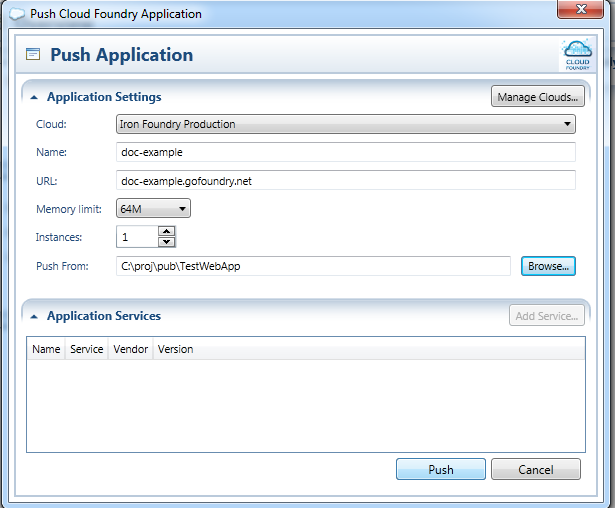 Push Cloud Foundry Application
Push Application
CLOUD
FOUNDRY
Application Settings
Manage Clouds...
Cloud: Iron Foundry Production
Name: doc-example
URL: doc-example.gofoundry.net
Memory limit: 64M
Instances: 1
Push From: C:\proj\pub\TestWebApp Browse...
Application Services
Add Service...
Name Service Vendor Version
Push Cancel